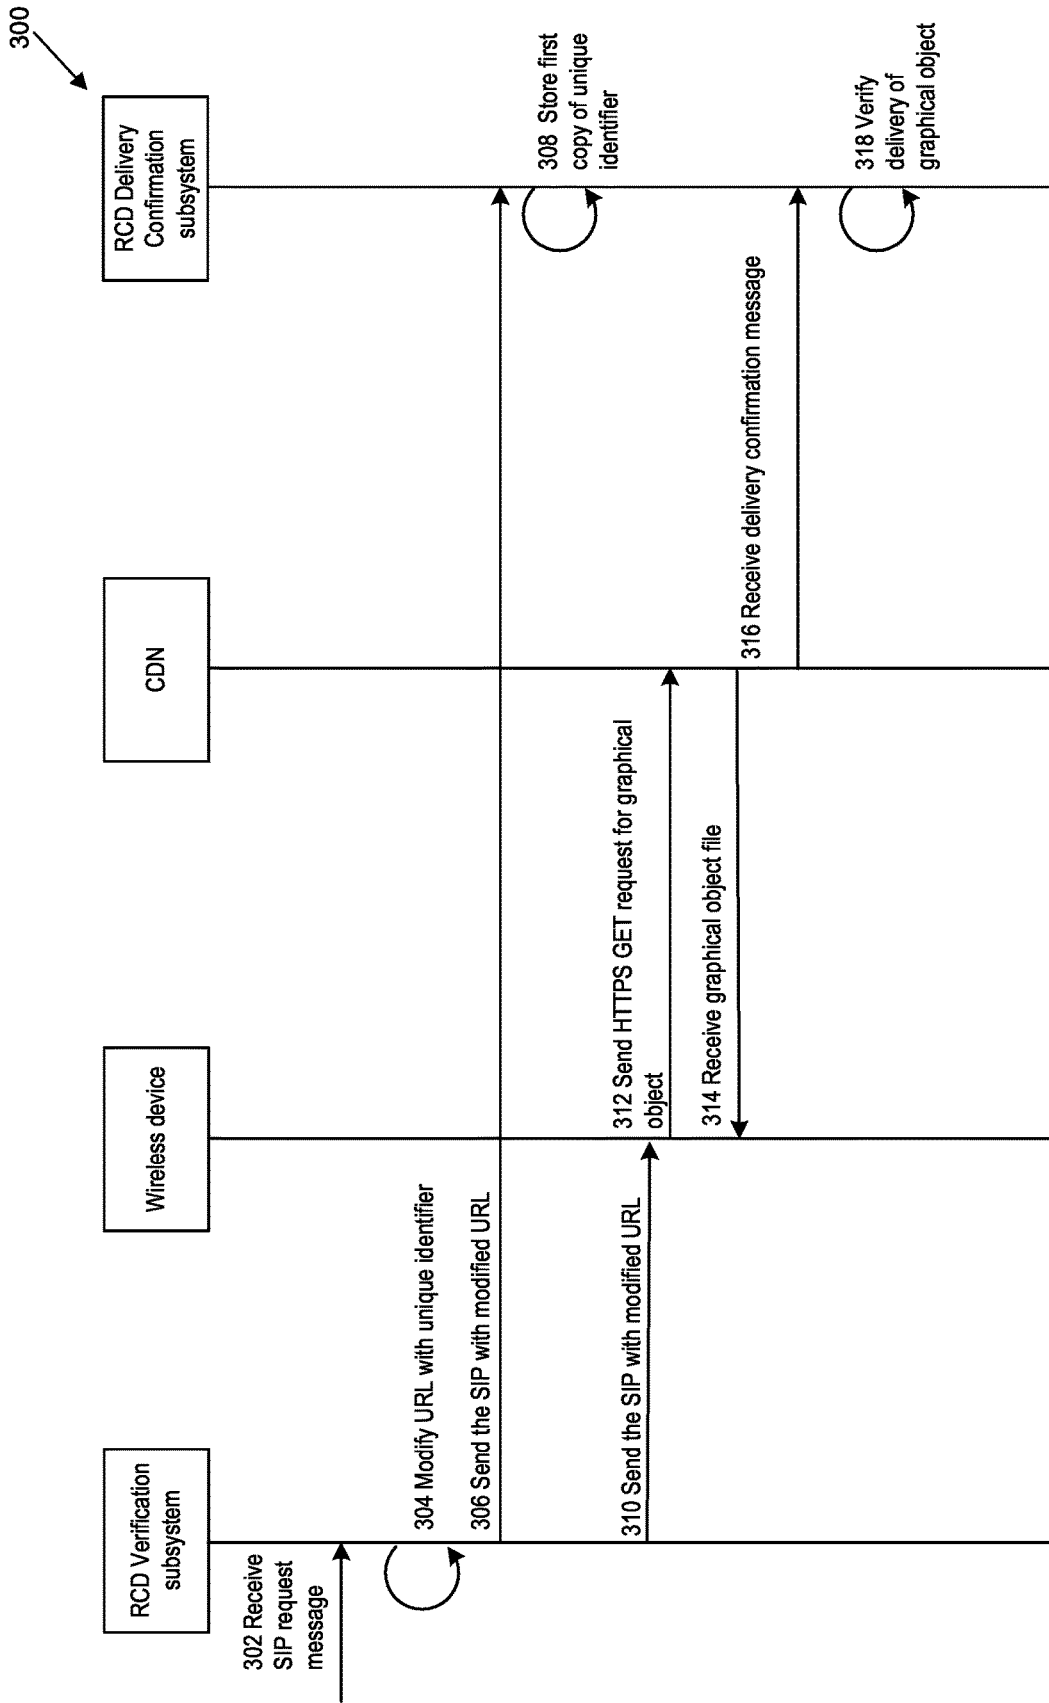 300
RCD Verification
subsystem
Wireless device
CDN
RCD Delivery
Confirmation
subsystem
302 Receive
SIP request
message
304 Modify URL with unique identifier
306 Send the SIP with modified URL
308 Store first
copy of unique
identifier
310 Send the SIP with modified URL
312 Send HTTPS GET request for graphical
object
314 Receive graphical object file
316 Receive delivery confirmation message
318 Verify
delivery of
graphical object